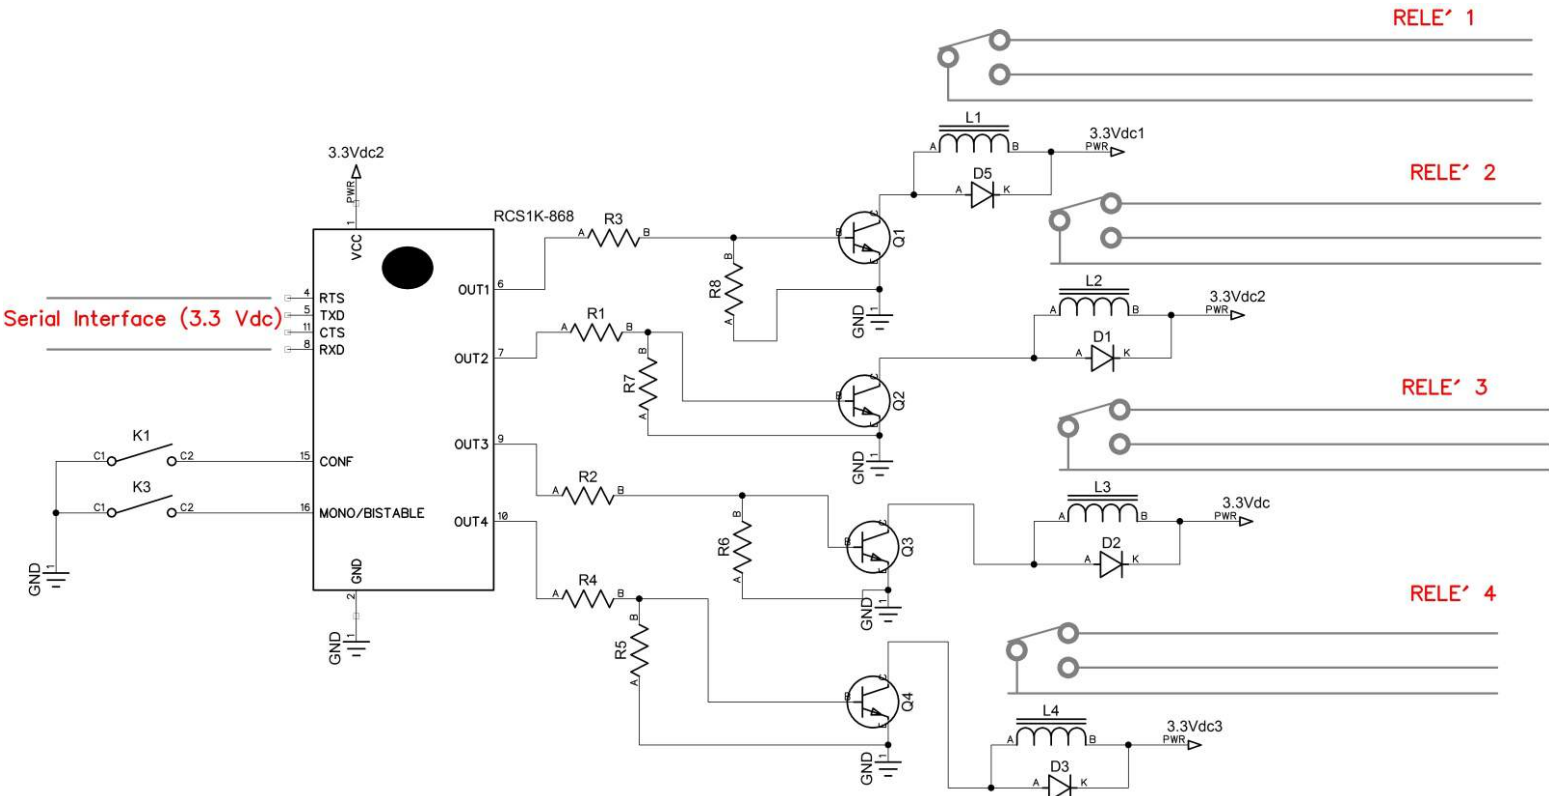 RELE´ 1
L1
A
B
3.3Vdc1
PWR
D5
A
K
3.3Vdc2
PWR
1
VCC
RCS1K-868
R3
A
B
B
R8
A
B
C
E
Q1
1
GND
RELE´ 2
L2
A
B
3.3Vdc2
PWR
D1
A
K
4 RTS
Serial Interface (3.3 Vdc)
5 TXD
11 CTS
8 RXD
OUT1 6
R1
A
B
OUT2 7
B
R7
A
B
C
E
Q2
1
GND
RELE´ 3
L3
A
B
3.3Vdc
PWR
D2
A
K
K1
C1
C2
15 CONF
K3
C1
C2
16 MONO/BISTABLE
1
GND
OUT3 9
R2
A
B
B
R6
A
B
C
E
Q3
1
GND
OUT4 10
GND
2
1
GND
R4
A
B
B
R5
A
B
C
E
Q4
1
GND
RELE´ 4
L4
A
B
3.3Vdc3
PWR
D3
A
K